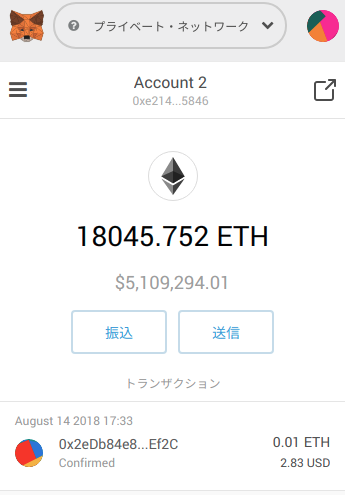 プライベート・ネットワーク
Account 2
0xe214...5846
18045.752 ETH
$5,109,294.01
振込
送信
トランザクション
August 14 2018 17:33
0x2eDb84e8...Ef2C
0.01 ETH
Confirmed
2.83 USD